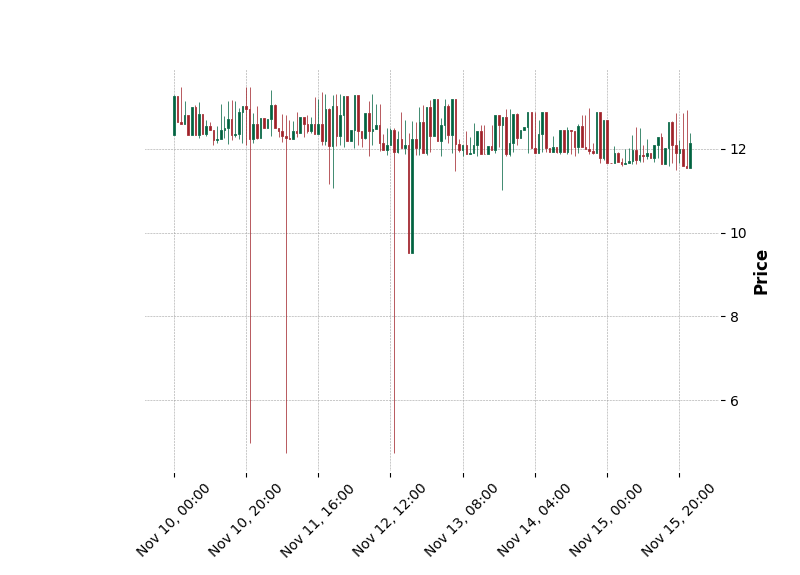 12
10
8
6
Price
Nov 10, 00:00
Nov 10, 20:00
Nov 11, 16:00
Nov 12, 12:00
Nov 13, 08:00
Nov 14, 04:00
Nov 15, 00:00
Nov 15, 20:00